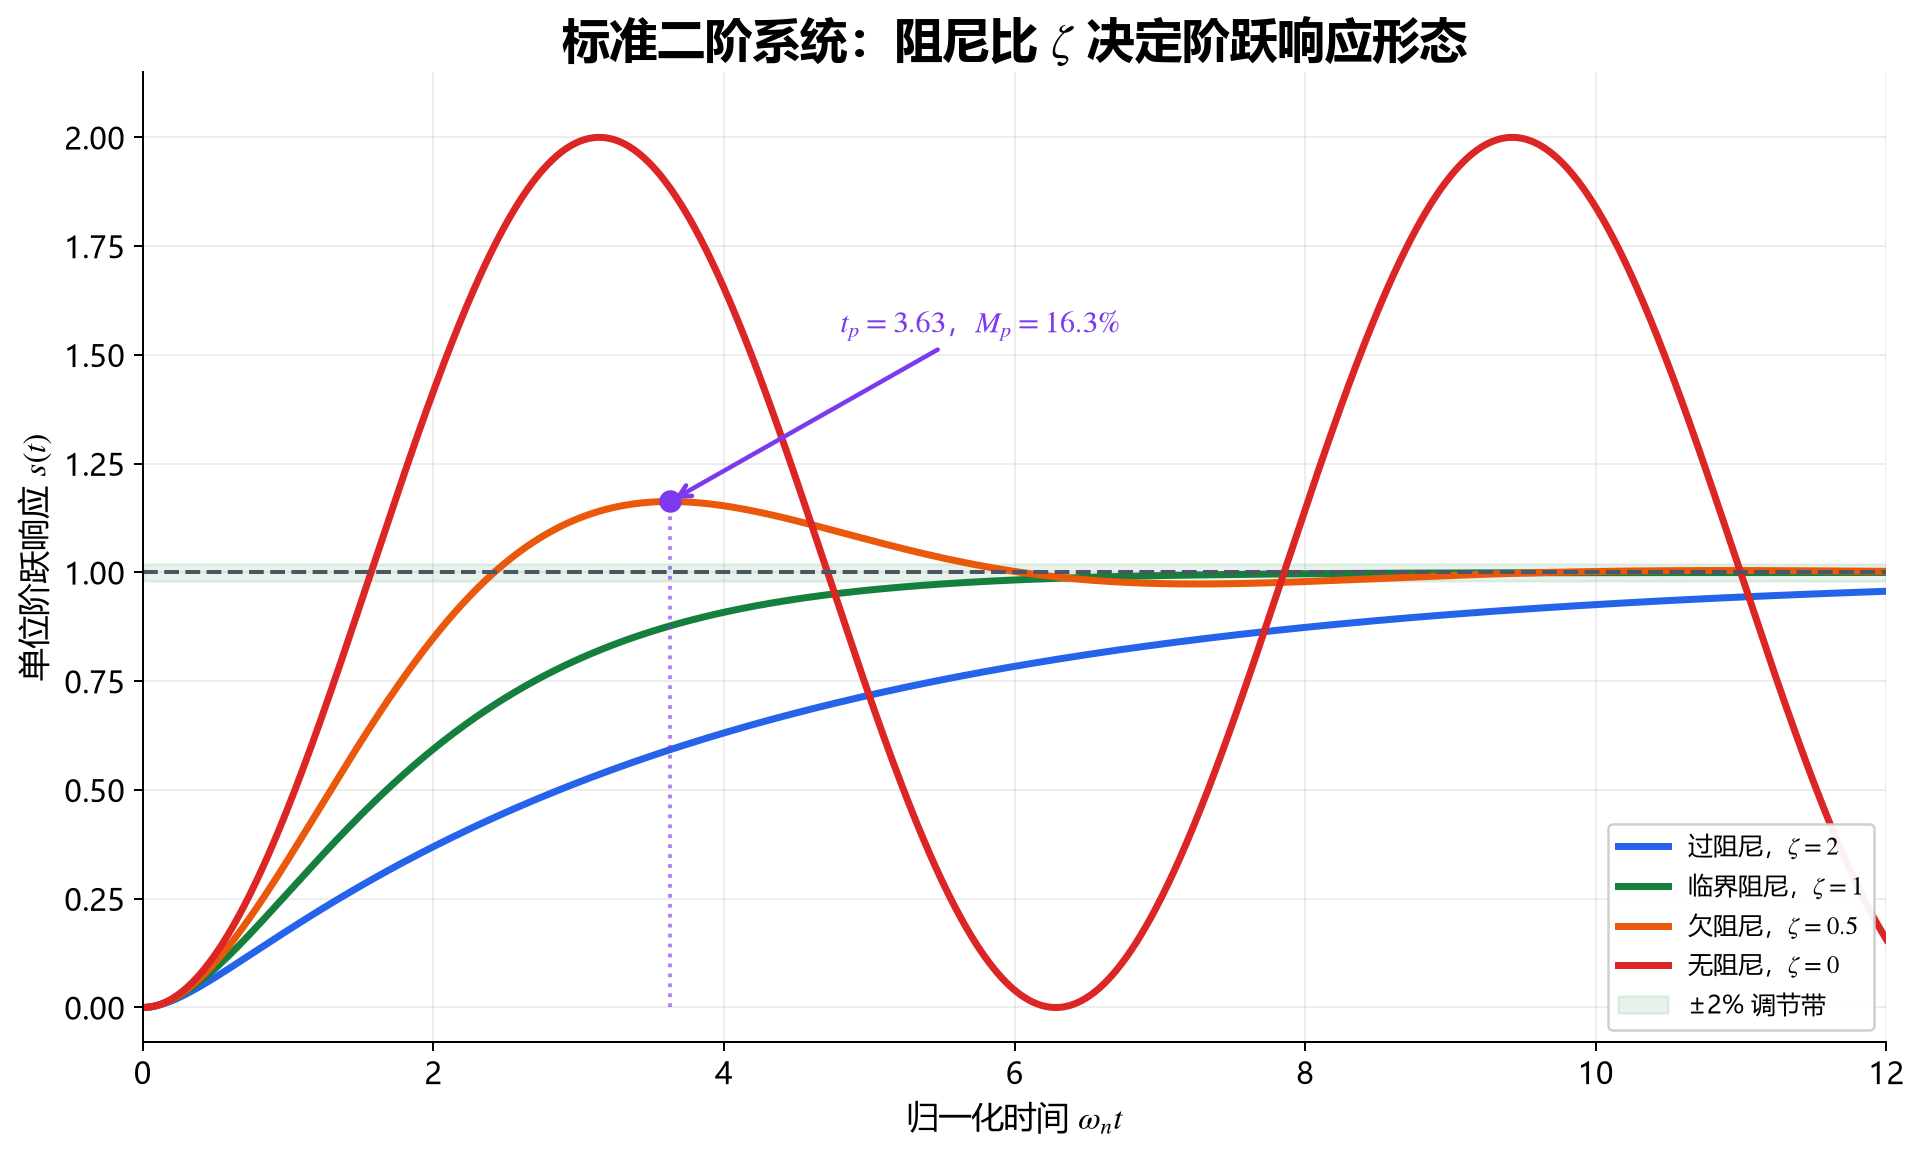 标准二阶系统：阻尼比 ζ 决定阶跃响应形态
单位阶跃响应 s(t)
2.00
1.75
1.50
1.25
1.00
0.75
0.50
0.25
0.00
t_p = 3.63，M_p = 16.3%
过阻尼，ζ = 2
临界阻尼，ζ = 1
欠阻尼，ζ = 0.5
无阻尼，ζ = 0
±2% 调节带
0 2 4 6 8 10 12
归一化时间 ω_n t